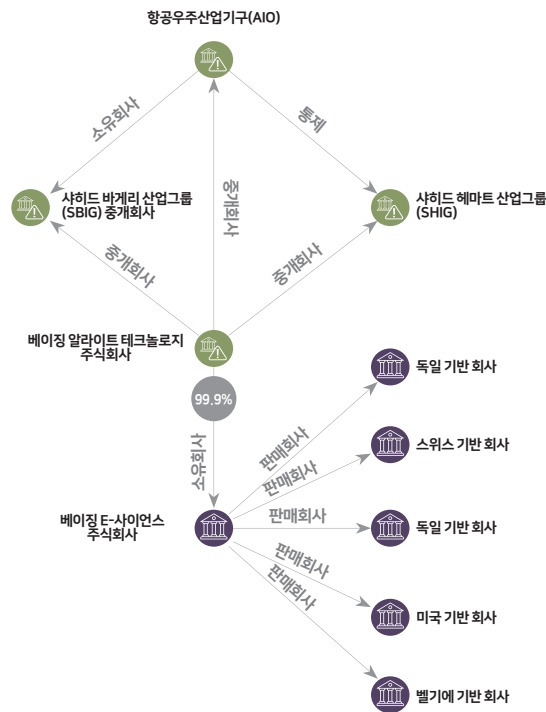 항공우주산업기구(AIO)
소유회사
통제
샤히드 바게리 산업그룹
(SBIG) 중개회사
중개회사
샤히드 헤마트 산업그룹
(SHIG)
중개회사
중개회사
베이징 알라이트 테크놀로지
주식회사
99.9%
소유회사
독일 기반 회사
판매회사
스위스 기반 회사
판매회사
베이징 E-사이언스
주식회사
판매회사
독일 기반 회사
판매회사
미국 기반 회사
판매회사
벨기에 기반 회사